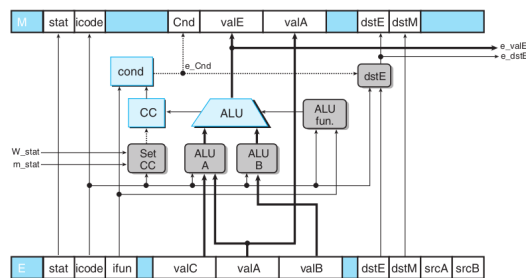 M stat icode Cnd valE valA dstE dstM
e_valE
e_dstE
e_Cnd
cond
dstE
CC
ALU
ALU
fun.
W_stat
m_stat
Set
CC
ALU
A
ALU
B
E stat icode ifun valC valA valB dstE dstM srcA srcB